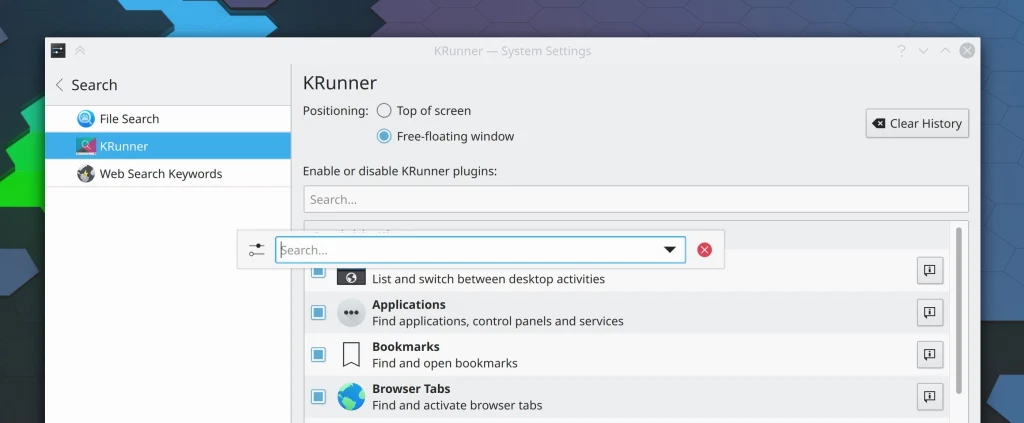 KRunner — System Settings
Search
KRunner
Positioning: Top of screen
Free-floating window
Clear History
File Search
KRunner
Web Search Keywords
Enable or disable KRunner plugins:
Search...
Search...
List and switch between desktop activities
Applications
Find applications, control panels and services
Bookmarks
Find and open bookmarks
Browser Tabs
Find and activate browser tabs